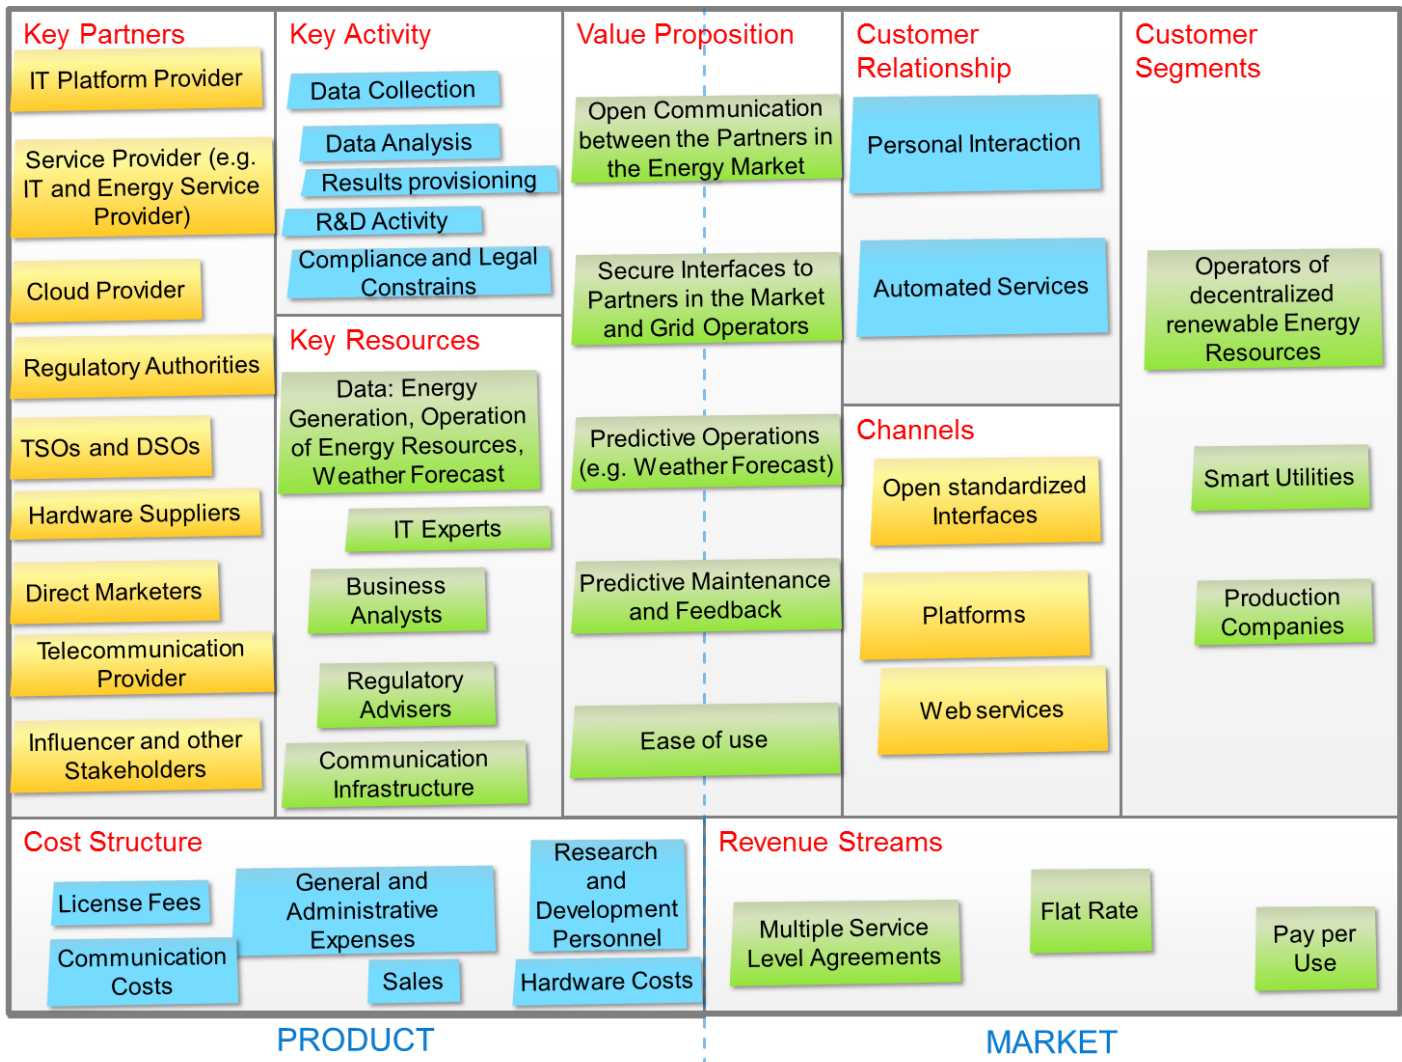 Key Partners
IT Platform Provider
Service Provider (e.g.
IT and Energy Service
Provider)
Cloud Provider
Regulatory Authorities
TSOs and DSOs
Hardware Suppliers
Direct Marketers
Telecommunication
Provider
Influencer and other
Stakeholders
Key Activity
Data Collection
Data Analysis
Results provisioning
R&D Activity
Compliance and Legal
Constrains
Key Resources
Data: Energy
Generation, Operation
of Energy Resources,
Weather Forecast
IT Experts
Business
Analysts
Regulatory
Advisers
Communication
Infrastructure
Value Proposition
Open Communication
between the Partners in
the Energy Market
Secure Interfaces to
Partners in the Market
and Grid Operators
Predictive Operations
(e.g. Weather Forecast)
Predictive Maintenance
and Feedback
Ease of use
Customer
Relationship
Personal Interaction
Automated Services
Channels
Open standardized
Interfaces
Platforms
Web services
Customer
Segments
Operators of
decentralized
renewable Energy
Resources
Smart Utilities
Production
Companies
Cost Structure
License Fees
General and
Administrative
Expenses
Research
and
Development
Personnel
Communication
Costs
Sales
Hardware Costs
Revenue Streams
Multiple Service
Level Agreements
Flat Rate
Pay per
Use
PRODUCT
MARKET